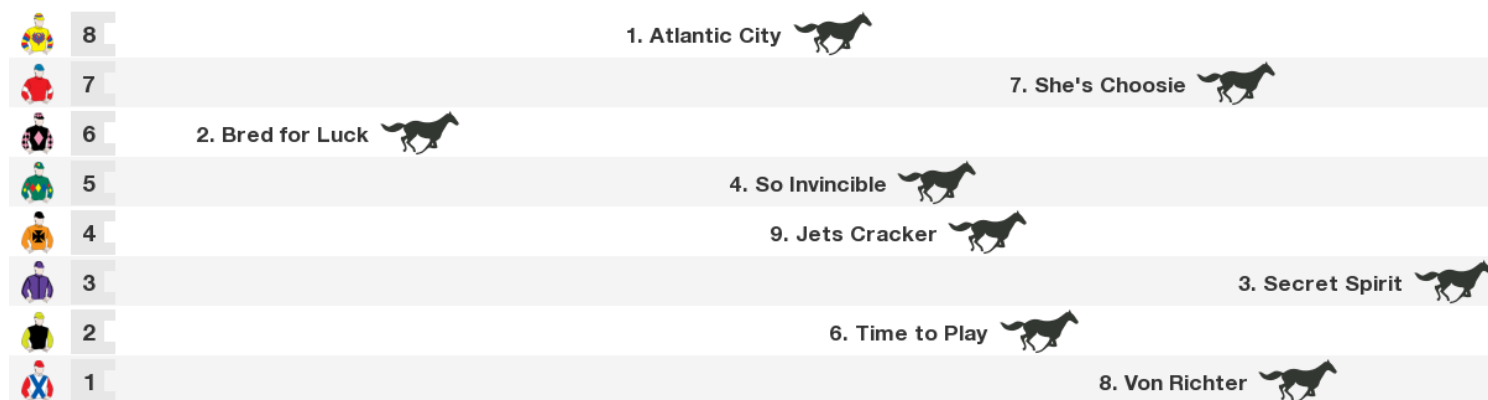 8 1. Atlantic City
7 7. She's Choosie
6 2. Bred for Luck
5 4. So Invincible
4 9. Jets Cracker
3 3. Secret Spirit
2 6. Time to Play
1 8. Von Richter